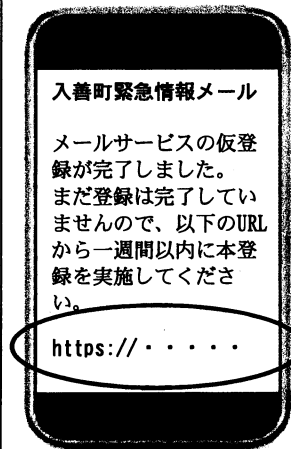 入善町緊急情報メール
メールサービスの仮登
録が完了しました。
まだ登録は完了してい
ませんので、以下のURL
から一週間以内に本登
録を実施してくださ
い。
https://・・・・・